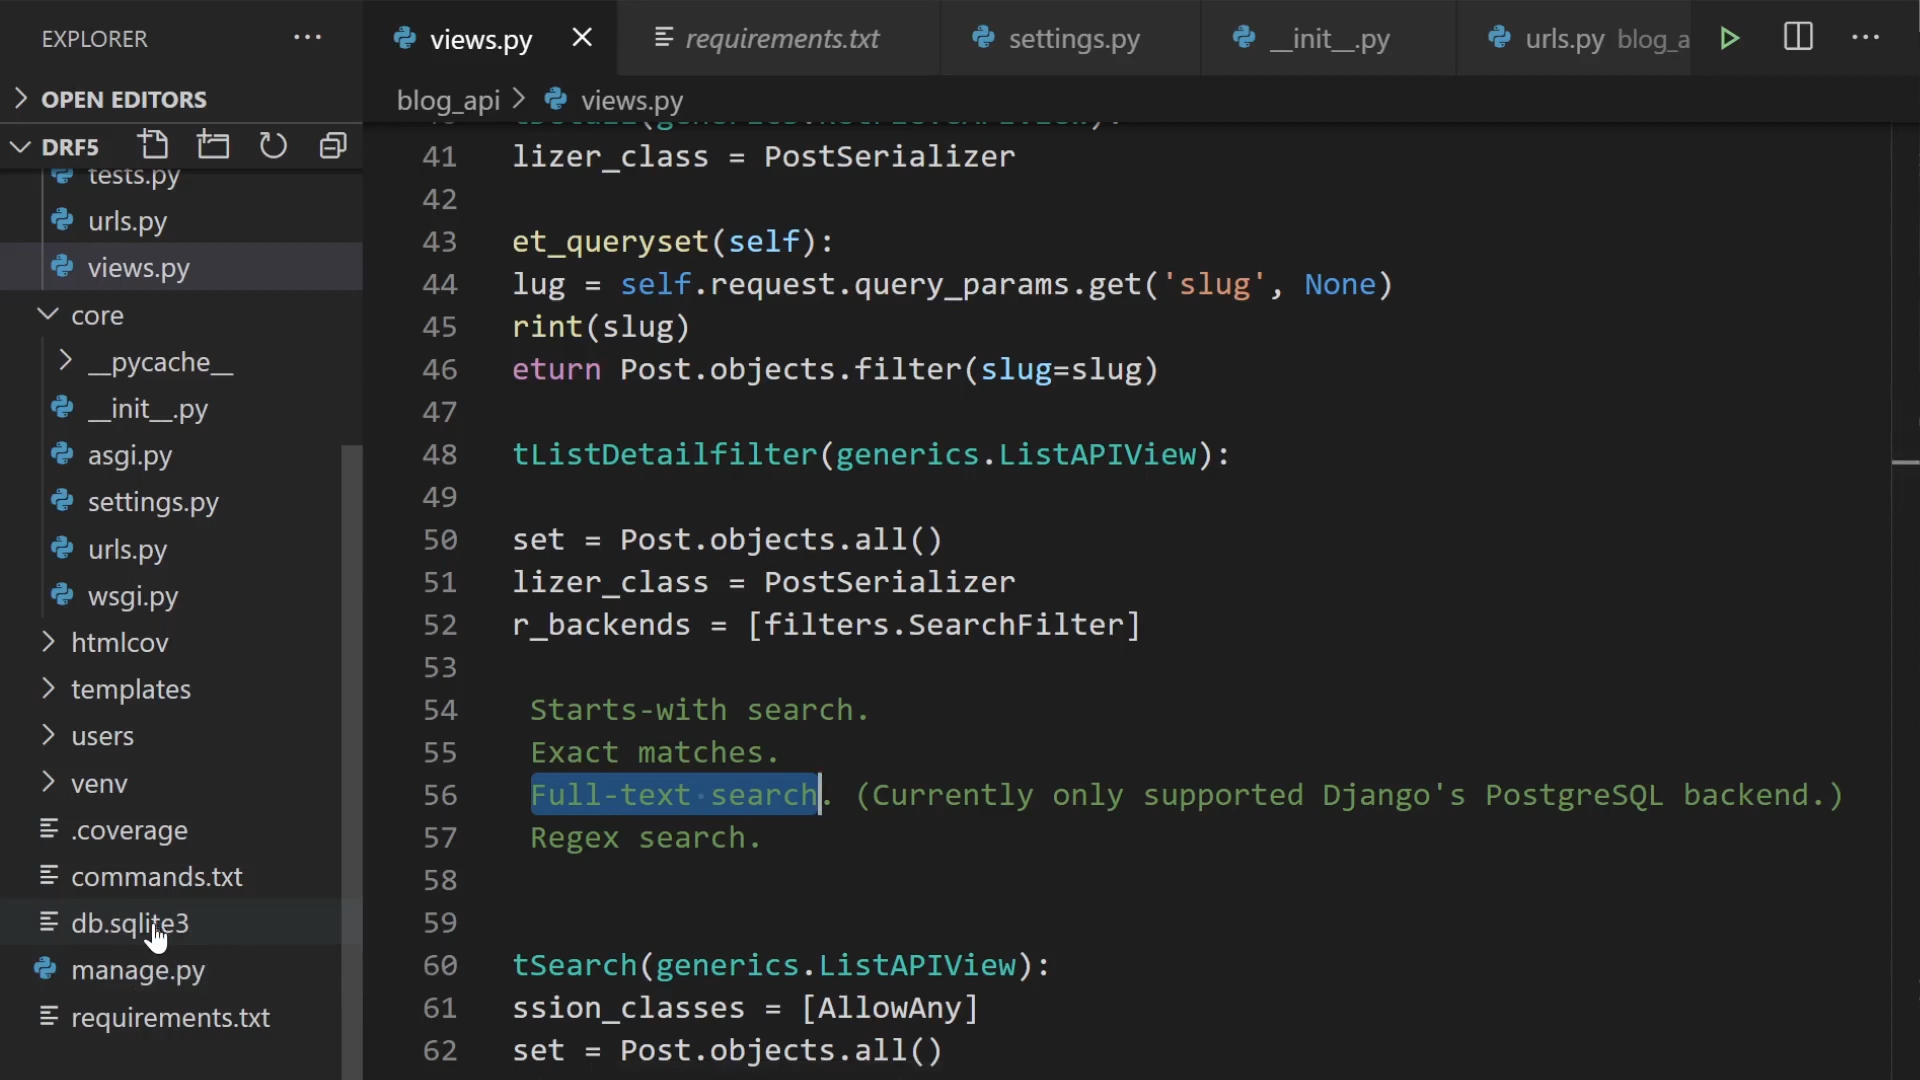 EXPLORER
OPEN EDITORS
DRF5
tests.py
urls.py
views.py
core
__pycache__
__init__.py
asgi.py
settings.py
urls.py
wsgi.py
htmlcov
templates
users
venv
.coverage
commands.txt
db.sqlite3
manage.py
requirements.txt
views.py
requirements.txt
settings.py
__init__.py
urls.py blog_a
blog_api > views.py
41 lizer_class = PostSerializer
42
43 et_queryset(self):
44 lug = self.request.query_params.get('slug', None)
45 rint(slug)
46 eturn Post.objects.filter(slug=slug)
47
48 tListDetailfilter(generics.ListAPIView):
49
50 set = Post.objects.all()
51 lizer_class = PostSerializer
52 r_backends = [filters.SearchFilter]
53
54 Starts-with search.
55 Exact matches.
56 Full-text search. (Currently only supported Django's PostgreSQL backend.)
57 Regex search.
58
59
60 tSearch(generics.ListAPIView):
61 ssion_classes = [AllowAny]
62 set = Post.objects.all()